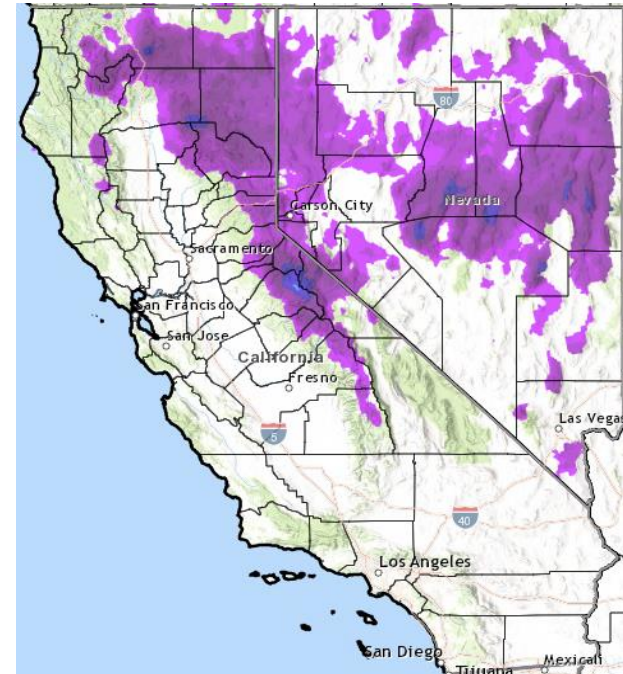 80
Nevada
Carson City
Sacramento
San Francisco
San Jose
California
Fresno
5
Las Vegas
40
Los Angeles
San Diego
Mexicali
Tijuana